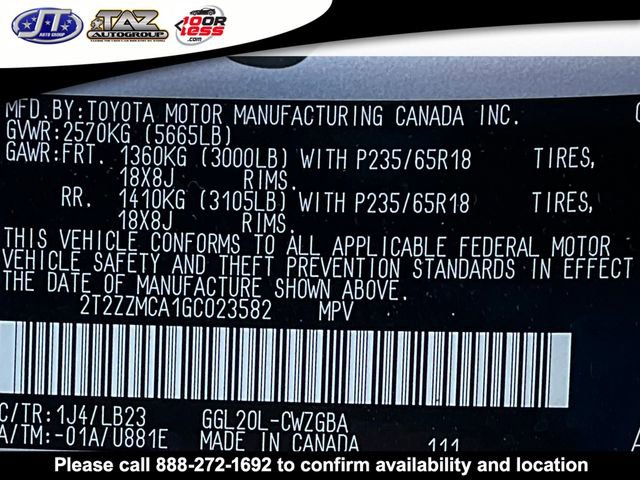 JT AUTO GROUP
TAZ AUTOGROUP
10 OR less.com
MFD.BY:TOYOTA MOTOR MANUFACTURING CANADA INC.
GVWR:2570KG (5665LB)
GAWR:FRT. 1360KG (3000LB) WITH P235/65R18 TIRES,
18X8J RIMS.
RR. 1410KG (3105LB) WITH P235/65R18 TIRES,
18X8J RIMS.
THIS VEHICLE CONFORMS TO ALL APPLICABLE FEDERAL MOTOR
VEHICLE SAFETY AND THEFT PREVENTION STANDARDS IN EFFECT
THE DATE OF MANUFACTURE SHOWN ABOVE.
2T2ZZMCA1GC023582 MPV
C/TR:1J4/LB23 GGL20L-CWZGBA
A/TM:-01A/U881E MADE IN CANADA 111
Please call 888-272-1692 to confirm availability and location